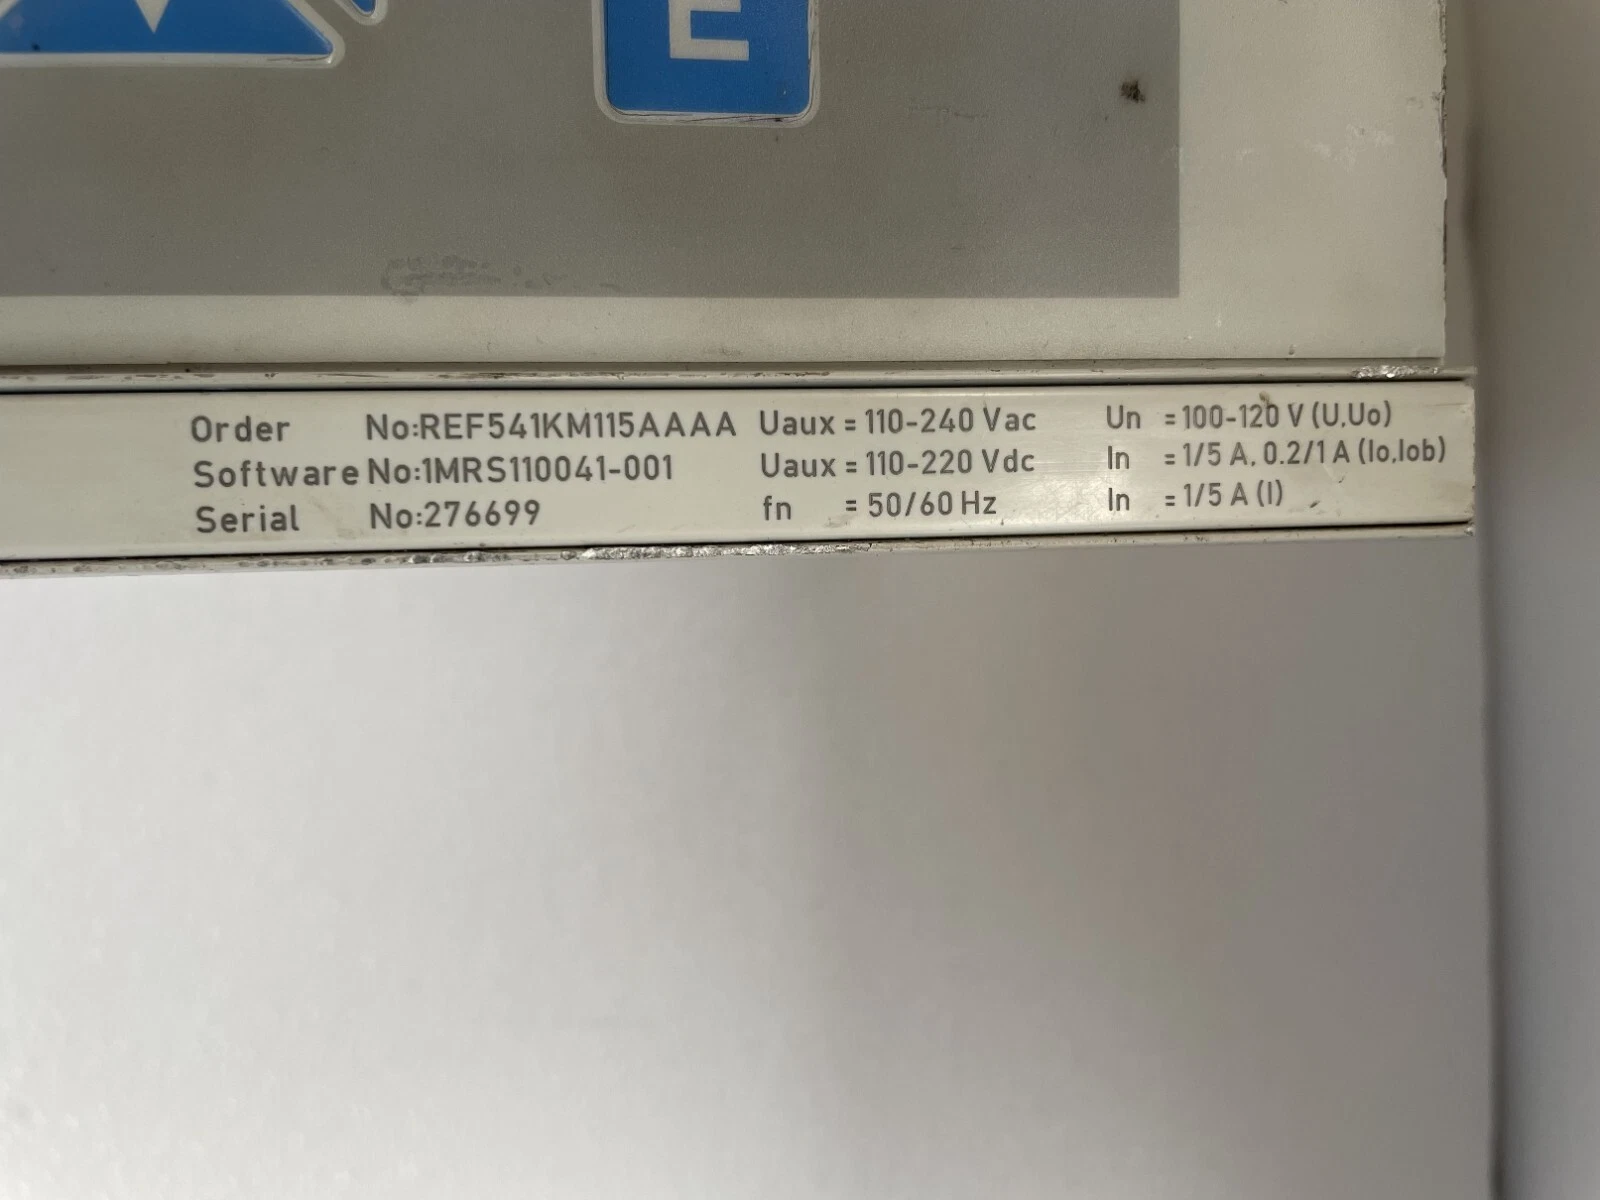 E
Order No:REF541KM115AAAA Uaux = 110-240 Vac Un = 100-120 V (U,Uo)
Software No:1MRS110041-001 Uaux = 110-220 Vdc In = 1/5 A, 0.2/1 A (Io,Iob)
Serial No:276699 fn = 50/60 Hz In = 1/5 A (I)